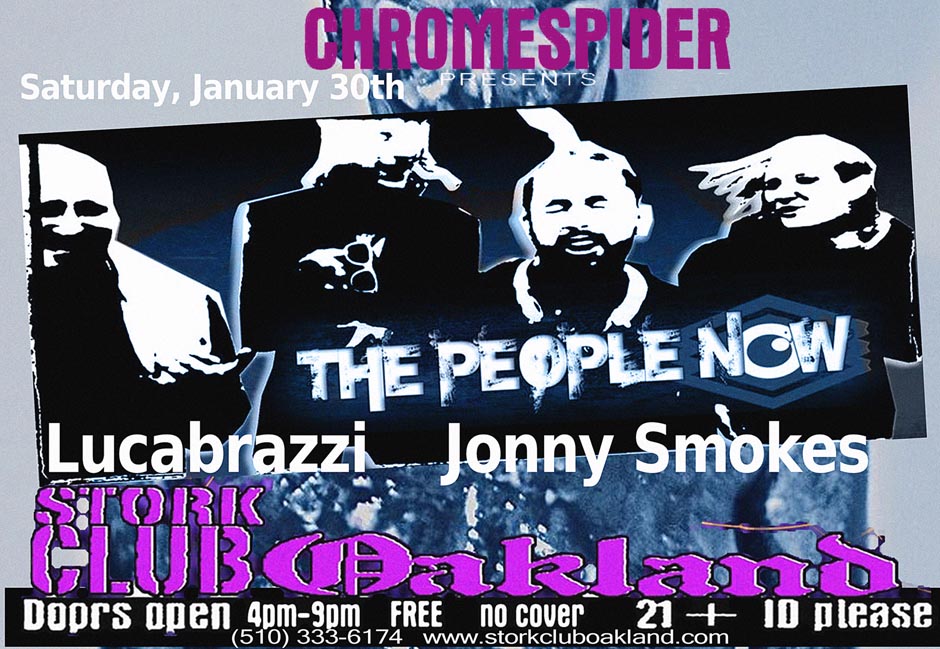 CHROMESPIDER
PRESENTS
Saturday, January 30th
THE PEOPLE NOW
Lucabrazzi Jonny Smokes
STORK
CLUB Oakland
Doors open 4pm-9pm FREE no cover 21 + ID please
(510) 333-6174 www.storkcluboakland.com